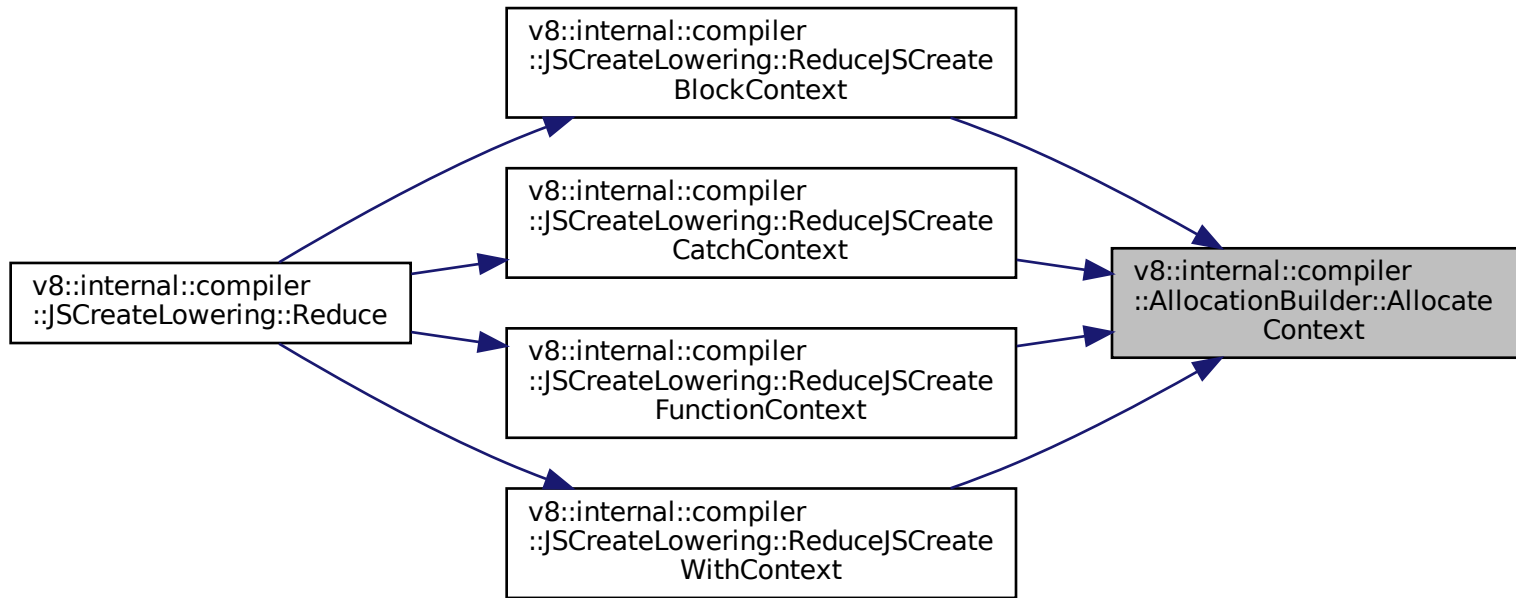 v8::internal::compiler
::JSCreateLowering::ReduceJSCreate
BlockContext
v8::internal::compiler
::JSCreateLowering::ReduceJSCreate
CatchContext
v8::internal::compiler
::JSCreateLowering::Reduce
v8::internal::compiler
::AllocationBuilder::Allocate
Context
v8::internal::compiler
::JSCreateLowering::ReduceJSCreate
FunctionContext
v8::internal::compiler
::JSCreateLowering::ReduceJSCreate
WithContext